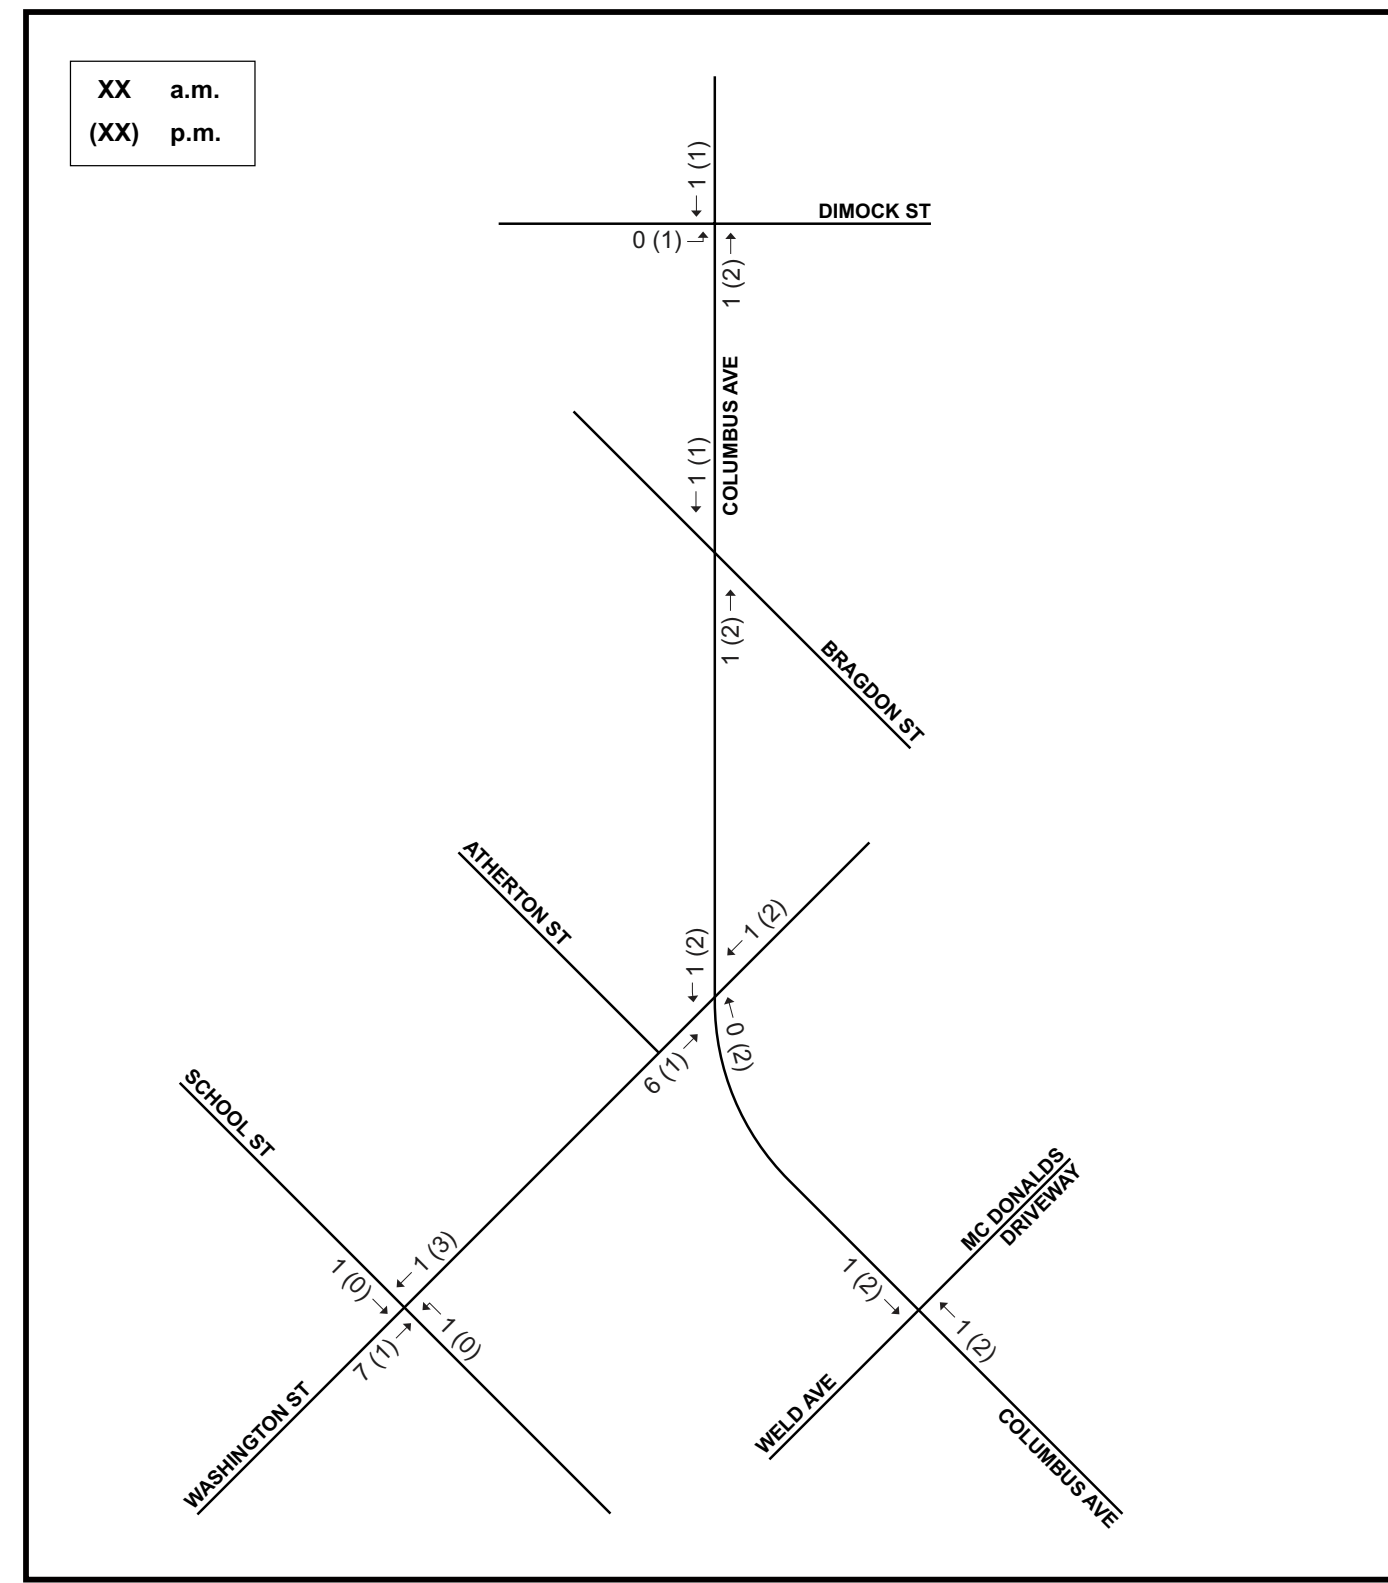 XX a.m.
(XX) p.m.
1 (1)
DIMOCK ST
0 (1)
1 (2)
COLUMBUS AVE
1 (1)
1 (2)
BRAGDON ST
ATHERTON ST
1 (2)
1 (2)
0 (2)
6 (1)
SCHOOL ST
MC DONALDS
DRIVEWAY
1 (3)
1 (0)
1 (0)
7 (1)
1 (2)
1 (2)
WASHINGTON ST
WELD AVE
COLUMBUS AVE